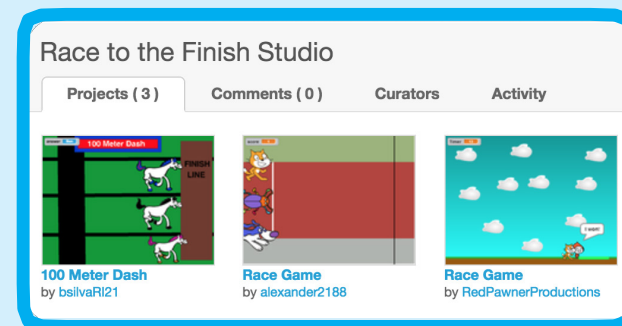 Race to the Finish Studio
Projects ( 3 ) Comments ( 0 ) Curators Activity
100 Meter Dash
FINISH
LINE
100 Meter Dash Race Game Race Game
by bsilvaRI21 by alexander2188 by RedPawnerProductions